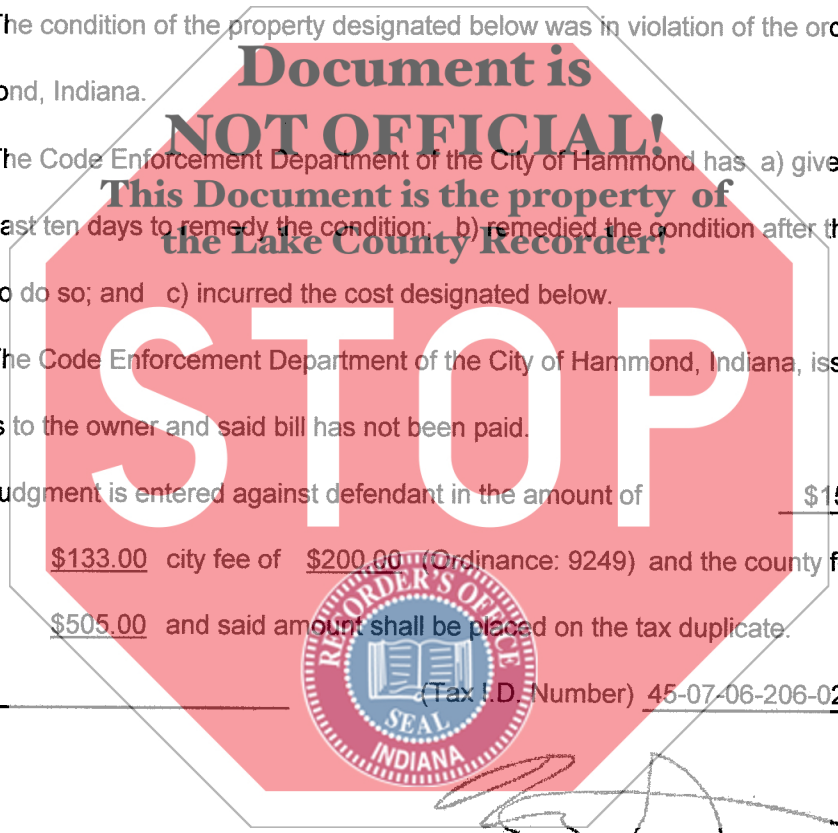 The condition of the property designated below was in violation of the ord
Document is
ond, Indiana.
NOT OFFICIAL!
The Code Enforcement Department of the City of Hammond has a) give
This Document is the property of
ast ten days to remedy the condition; b) remedied the condition after th
the Lake County Recorder!
o do so; and c) incurred the cost designated below.
STOP
The Code Enforcement Department of the City of Hammond, Indiana, iss
s to the owner and said bill has not been paid.
udgment is entered against defendant in the amount of $15
$133.00 city fee of $200.00 (Ordinance: 9249) and the county f
$505.00 and said amount shall be placed on the tax duplicate.
RECORDER'S OFFICE
(Tax I.D. Number) 45-07-06-206-02
SEAL
INDIANA